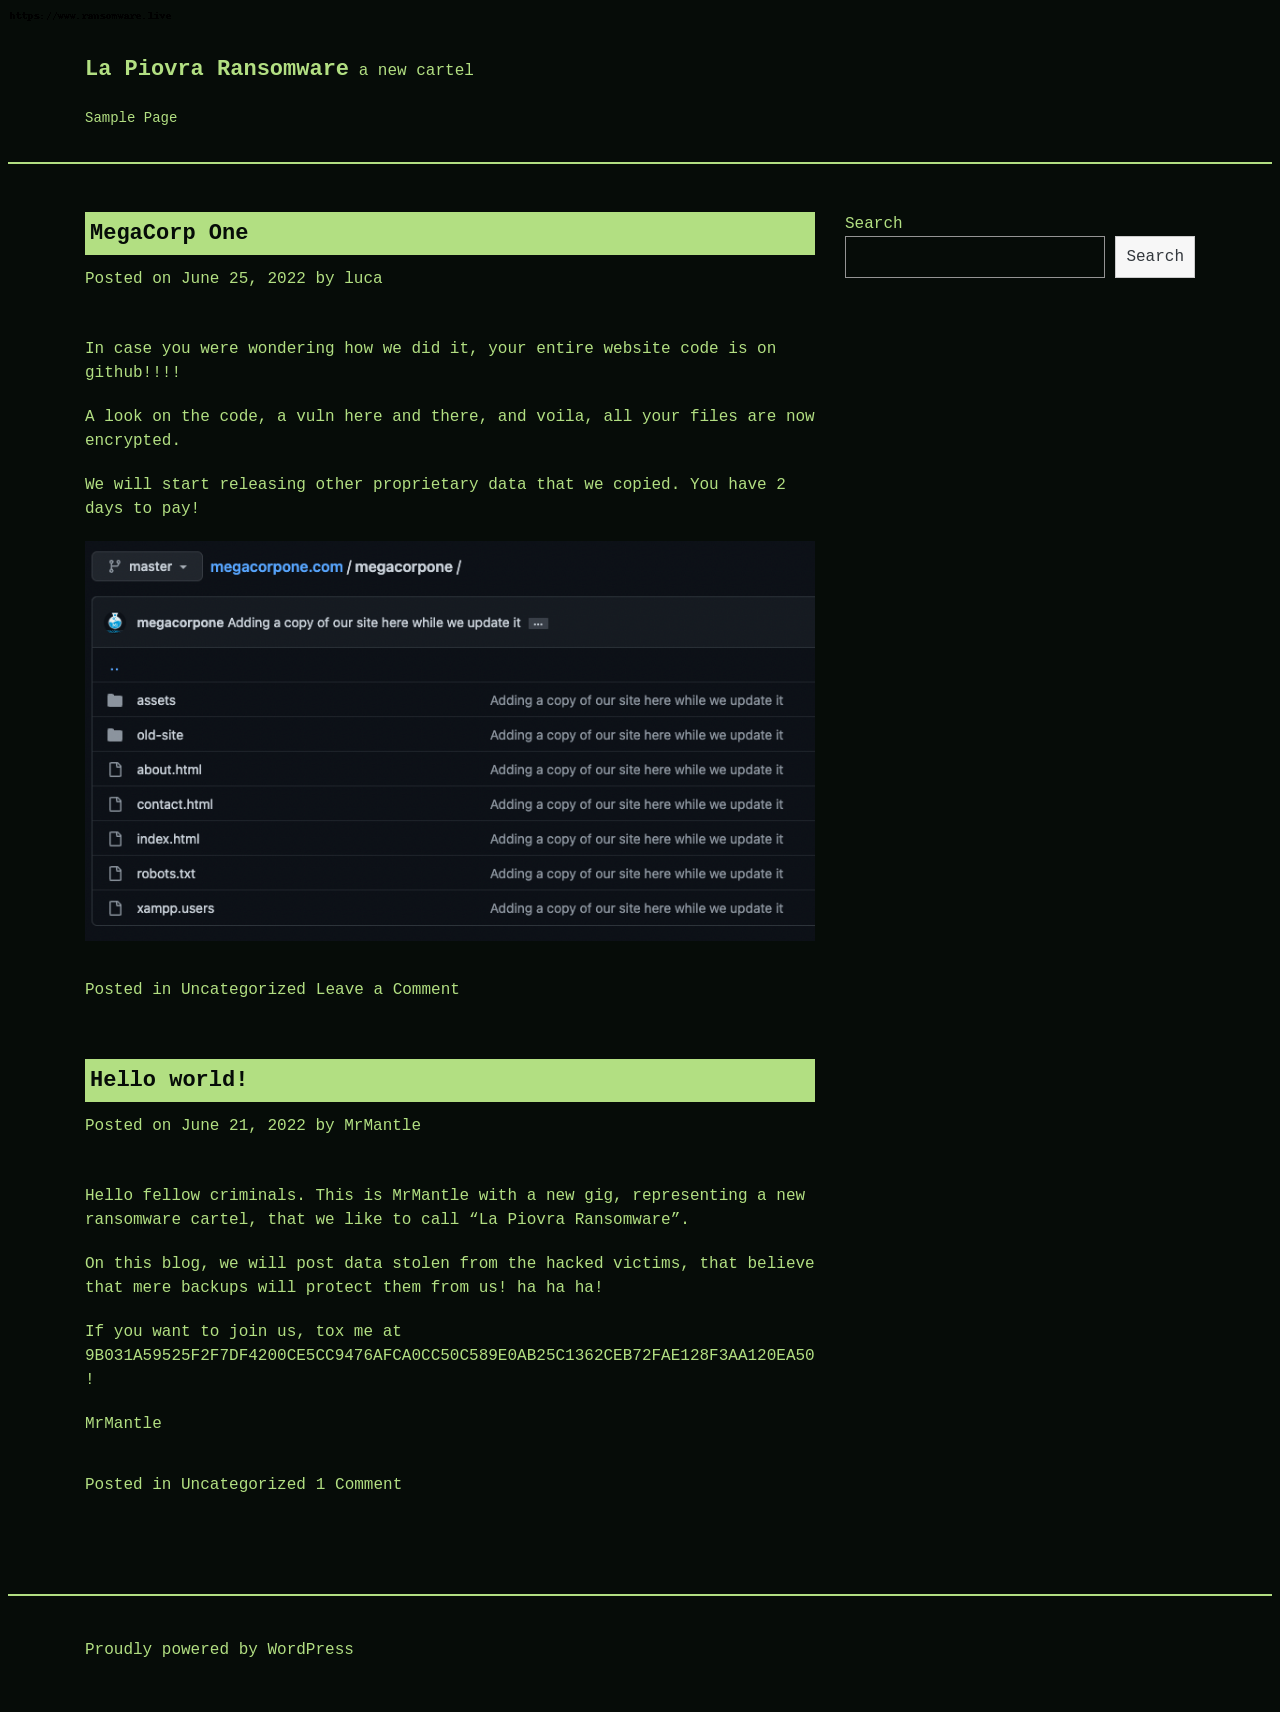 https://www.ransomware.live
La Piovra Ransomware a new cartel
Sample Page
MegaCorp One
Posted on June 25, 2022 by luca
In case you were wondering how we did it, your entire website code is on
github!!!!
A look on the code, a vuln here and there, and voila, all your files are now
encrypted.
We will start releasing other proprietary data that we copied. You have 2
days to pay!
master megacorpone.com / megacorpone /
megacorpone Adding a copy of our site here while we update it ...
..
assets Adding a copy of our site here while we update it
old-site Adding a copy of our site here while we update it
about.html Adding a copy of our site here while we update it
contact.html Adding a copy of our site here while we update it
index.html Adding a copy of our site here while we update it
robots.txt Adding a copy of our site here while we update it
xampp.users Adding a copy of our site here while we update it
Posted in Uncategorized Leave a Comment
Hello world!
Posted on June 21, 2022 by MrMantle
Hello fellow criminals. This is MrMantle with a new gig, representing a new
ransomware cartel, that we like to call “La Piovra Ransomware”.
On this blog, we will post data stolen from the hacked victims, that believe
that mere backups will protect them from us! ha ha ha!
If you want to join us, tox me at
9B031A59525F2F7DF4200CE5CC9476AFCA0CC50C589E0AB25C1362CEB72FAE128F3AA120EA50
!
MrMantle
Posted in Uncategorized 1 Comment
Search
Search
Proudly powered by WordPress